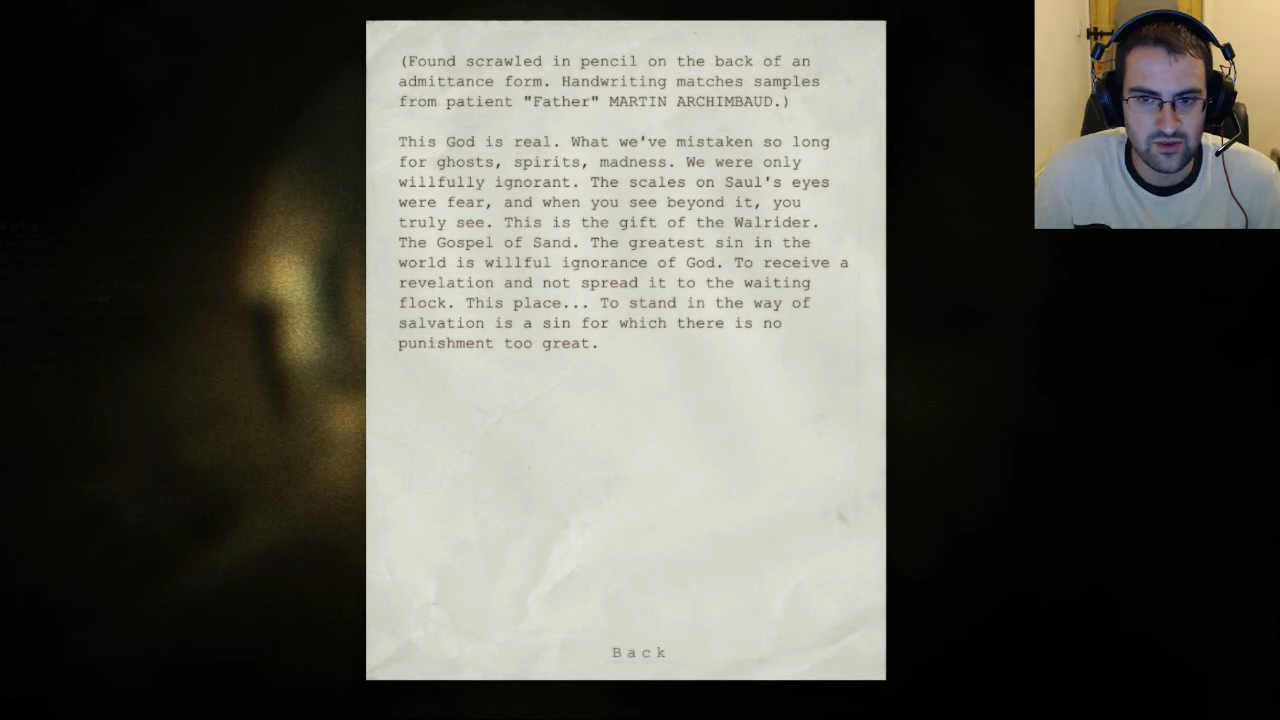 (Found scrawled in pencil on the back of an
admittance form. Handwriting matches samples
from patient "Father" MARTIN ARCHIMBAUD.)
This God is real. What we've mistaken so long
for ghosts, spirits, madness. We were only
willfully ignorant. The scales on Saul's eyes
were fear, and when you see beyond it, you
truly see. This is the gift of the Walrider.
The Gospel of Sand. The greatest sin in the
world is willful ignorance of God. To receive a
revelation and not spread it to the waiting
flock. This place... To stand in the way of
salvation is a sin for which there is no
punishment too great.
Back